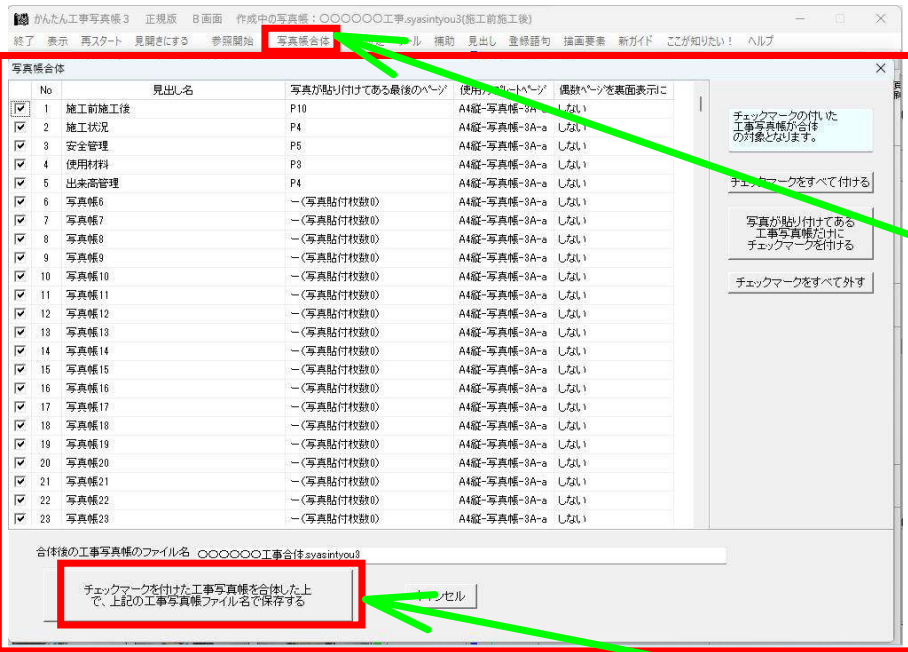 かんたん工事写真帳3 正規版 B画面 作成中の写真帳:〇〇〇〇〇〇工事.syasintyou3(施工前施工後)
終了 表示 再スタート 見開きにする 参照開始 写真帳合体 ール 補助 見出し 登録語句 描画要素 新ガイド ここが知りたい! ヘルプ
写真帳合体
No 見出し名 写真が貼り付けてある最後のページ 使用テンプレートページ 偶数ページを裏面表示に
1 施工前施工後 P10 A4縦-写真帳-3A-a しない
2 施工状況 P4 A4縦-写真帳-3A-a しない
3 安全管理 P5 A4縦-写真帳-3A-a しない
4 使用材料 P3 A4縦-写真帳-3A-a しない
5 出来高管理 P4 A4縦-写真帳-3A-a しない
6 写真帳6 ー(写真貼付枚数0) A4縦-写真帳-3A-a しない
7 写真帳7 ー(写真貼付枚数0) A4縦-写真帳-3A-a しない
8 写真帳8 ー(写真貼付枚数0) A4縦-写真帳-3A-a しない
9 写真帳9 ー(写真貼付枚数0) A4縦-写真帳-3A-a しない
10 写真帳10 ー(写真貼付枚数0) A4縦-写真帳-3A-a しない
11 写真帳11 ー(写真貼付枚数0) A4縦-写真帳-3A-a しない
12 写真帳12 ー(写真貼付枚数0) A4縦-写真帳-3A-a しない
13 写真帳13 ー(写真貼付枚数0) A4縦-写真帳-3A-a しない
14 写真帳14 ー(写真貼付枚数0) A4縦-写真帳-3A-a しない
15 写真帳15 ー(写真貼付枚数0) A4縦-写真帳-3A-a しない
16 写真帳16 ー(写真貼付枚数0) A4縦-写真帳-3A-a しない
17 写真帳17 ー(写真貼付枚数0) A4縦-写真帳-3A-a しない
18 写真帳18 ー(写真貼付枚数0) A4縦-写真帳-3A-a しない
19 写真帳19 ー(写真貼付枚数0) A4縦-写真帳-3A-a しない
20 写真帳20 ー(写真貼付枚数0) A4縦-写真帳-3A-a しない
21 写真帳21 ー(写真貼付枚数0) A4縦-写真帳-3A-a しない
22 写真帳22 ー(写真貼付枚数0) A4縦-写真帳-3A-a しない
23 写真帳23 ー(写真貼付枚数0) A4縦-写真帳-3A-a しない
チェックマークの付いた
工事写真帳が合体
の対象となります。
チェックマークをすべて付ける
写真が貼り付けてある
工事写真帳だけに
チェックマークを付ける
チェックマークをすべて外す
合体後の工事写真帳のファイル名 〇〇〇〇〇〇工事合体.syasintyou3
チェックマークを付けた工事写真帳を合体した上
で、上記の工事写真帳ファイル名で保存する
キャンセル